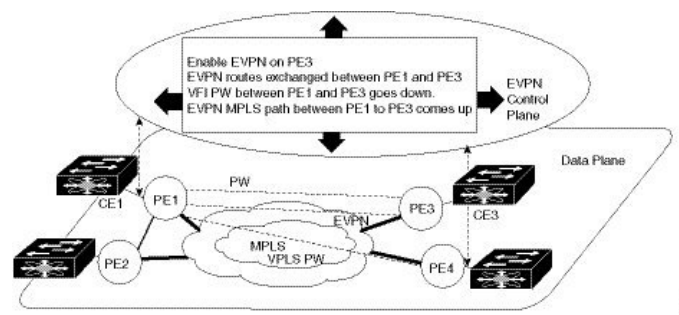 Enable EVPN on PE3
EVPN routes exchanged between PE1 and PE3
VFI PW between PE1 and PE3 goes down.
EVPN MPLS path between PE1 to PE3 comes up
EVPN
Control
Plane
Data Plane
PW
CE1
PE1
PE3
CE3
EVPN
MPLS
VPLS PW
PE2
PE4